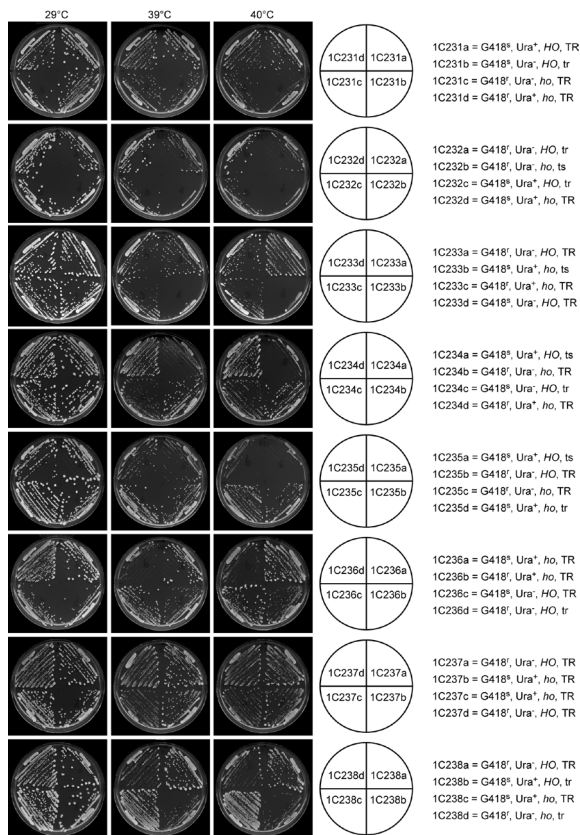 29°C 39°C 40°C
1C231d 1C231a
1C231c 1C231b
1C231a = G418ˢ, Ura⁺, HO, TR
1C231b = G418ˢ, Ura⁻, HO, tr
1C231c = G418ʳ, Ura⁻, ho, TR
1C231d = G418ʳ, Ura⁺, ho, TR
1C232d 1C232a
1C232c 1C232b
1C232a = G418ʳ, Ura⁻, HO, tr
1C232b = G418ʳ, Ura⁻, ho, ts
1C232c = G418ˢ, Ura⁺, HO, tr
1C232d = G418ˢ, Ura⁺, ho, TR
1C233d 1C233a
1C233c 1C233b
1C233a = G418ʳ, Ura⁻, HO, TR
1C233b = G418ˢ, Ura⁺, ho, ts
1C233c = G418ʳ, Ura⁺, ho, TR
1C233d = G418ˢ, Ura⁻, HO, TR
1C234d 1C234a
1C234c 1C234b
1C234a = G418ˢ, Ura⁺, HO, ts
1C234b = G418ʳ, Ura⁻, ho, TR
1C234c = G418ˢ, Ura⁻, HO, tr
1C234d = G418ʳ, Ura⁺, ho, TR
1C235d 1C235a
1C235c 1C235b
1C235a = G418ˢ, Ura⁺, HO, ts
1C235b = G418ʳ, Ura⁻, HO, TR
1C235c = G418ʳ, Ura⁻, ho, TR
1C235d = G418ˢ, Ura⁺, ho, tr
1C236d 1C236a
1C236c 1C236b
1C236a = G418ˢ, Ura⁺, ho, TR
1C236b = G418ʳ, Ura⁺, ho, TR
1C236c = G418ˢ, Ura⁻, HO, TR
1C236d = G418ʳ, Ura⁻, HO, tr
1C237d 1C237a
1C237c 1C237b
1C237a = G418ʳ, Ura⁻, HO, TR
1C237b = G418ˢ, Ura⁺, ho, TR
1C237c = G418ˢ, Ura⁺, ho, TR
1C237d = G418ʳ, Ura⁻, HO, TR
1C238d 1C238a
1C238c 1C238b
1C238a = G418ʳ, Ura⁻, HO, TR
1C238b = G418ˢ, Ura⁺, HO, tr
1C238c = G418ˢ, Ura⁺, ho, TR
1C238d = G418ʳ, Ura⁻, ho, tr